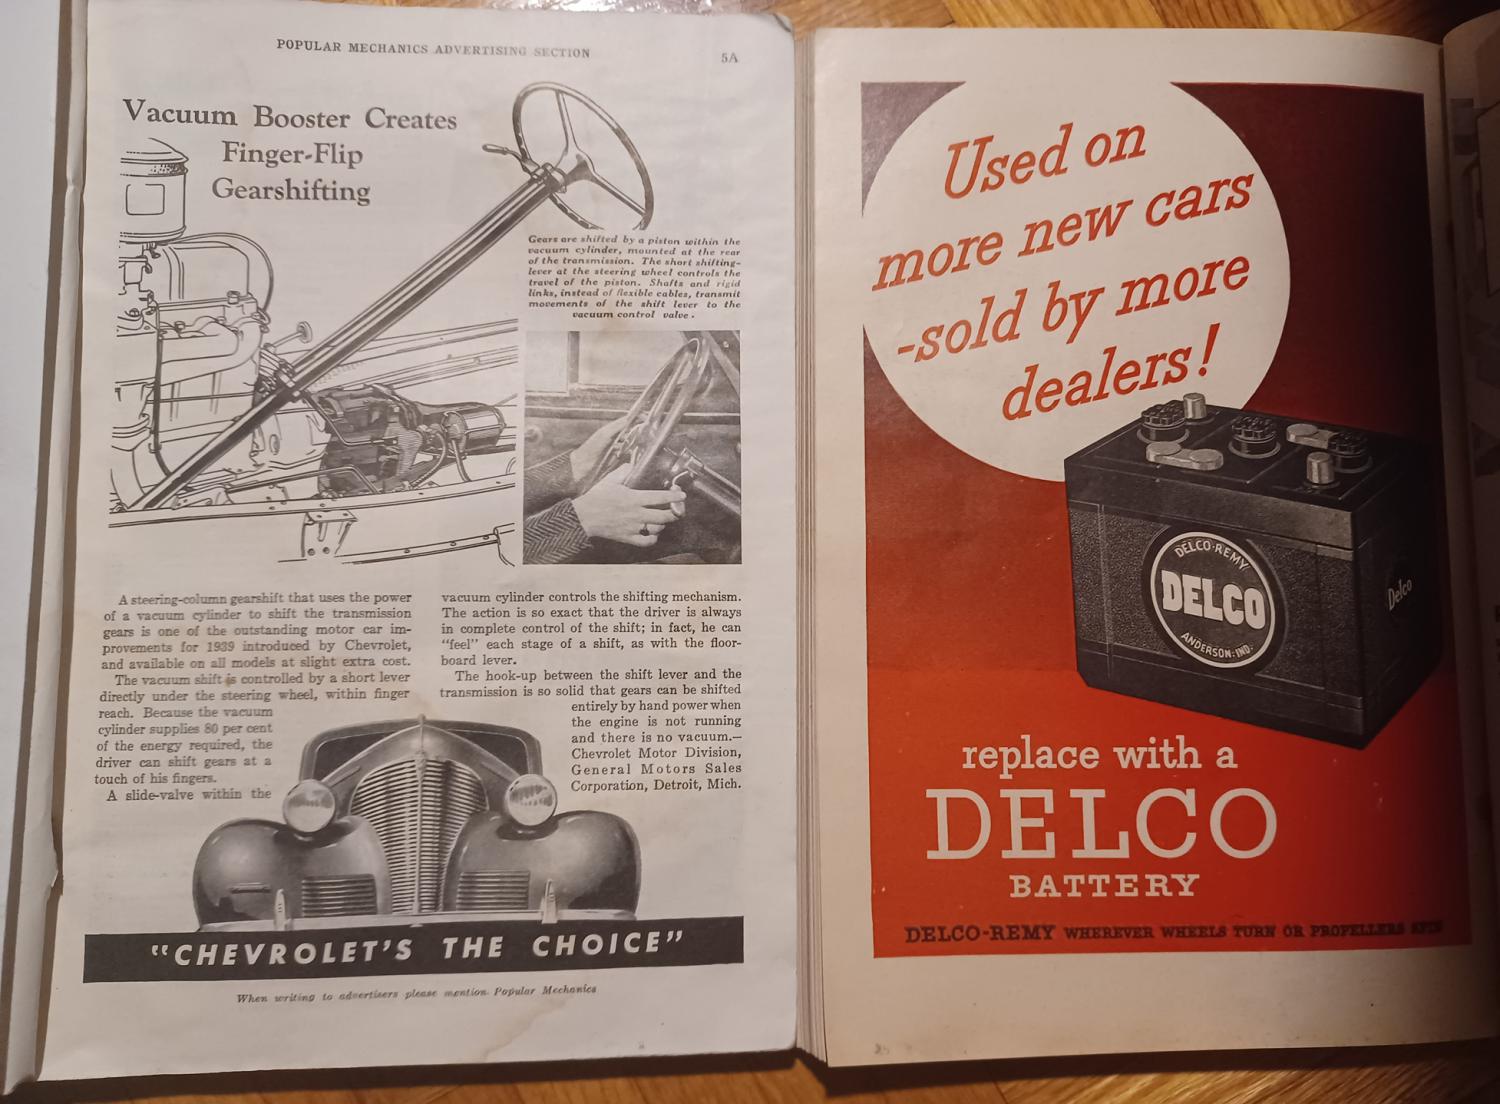 POPULAR MECHANICS ADVERTISING SECTION
5A
Vacuum Booster Creates
Finger-Flip
Gearshifting
Gears are shifted by a piston within the
vacuum cylinder, mounted at the rear
of the transmission. The short shifting-
lever at the steering wheel controls the
travel of the piston. Shafts and rigid
links, instead of flexible cables, transmit
movements of the shift lever to the
vacuum control valve.
A steering-column gearshift that uses the power
of a vacuum cylinder to shift the transmission
gears is one of the outstanding motor car im-
provements for 1939 introduced by Chevrolet,
and available on all models at slight extra cost.
The vacuum shift is controlled by a short lever
directly under the steering wheel, within finger
reach. Because the vacuum
cylinder supplies 80 per cent
of the energy required, the
driver can shift gears at a
touch of his fingers.
A slide-valve within the
vacuum cylinder controls the shifting mechanism.
The action is so exact that the driver is always
in complete control of the shift; in fact, he can
"feel" each stage of a shift, as with the floor-
board lever.
The hook-up between the shift lever and the
transmission is so solid that gears can be shifted
entirely by hand power when
the engine is not running
and there is no vacuum.—
Chevrolet Motor Division,
General Motors Sales
Corporation, Detroit, Mich.
"CHEVROLET'S THE CHOICE"
When writing to advertisers please mention Popular Mechanics
Used on
more new cars
-sold by more
dealers!
DELCO-REMY
DELCO
ANDERSON, IND.
Delco
replace with a
DELCO
BATTERY
DELCO-REMY WHEREVER WHEELS TURN OR PROPELLERS SPIN